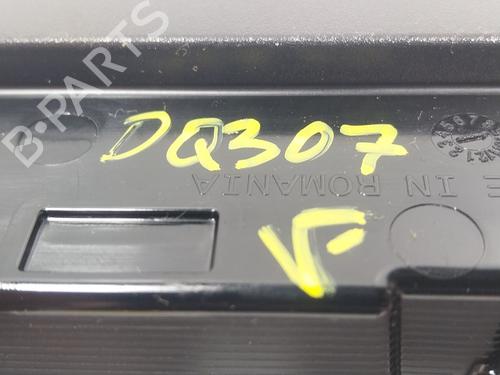 B-PARTS
DQ307
E IN ROMANIA
V-